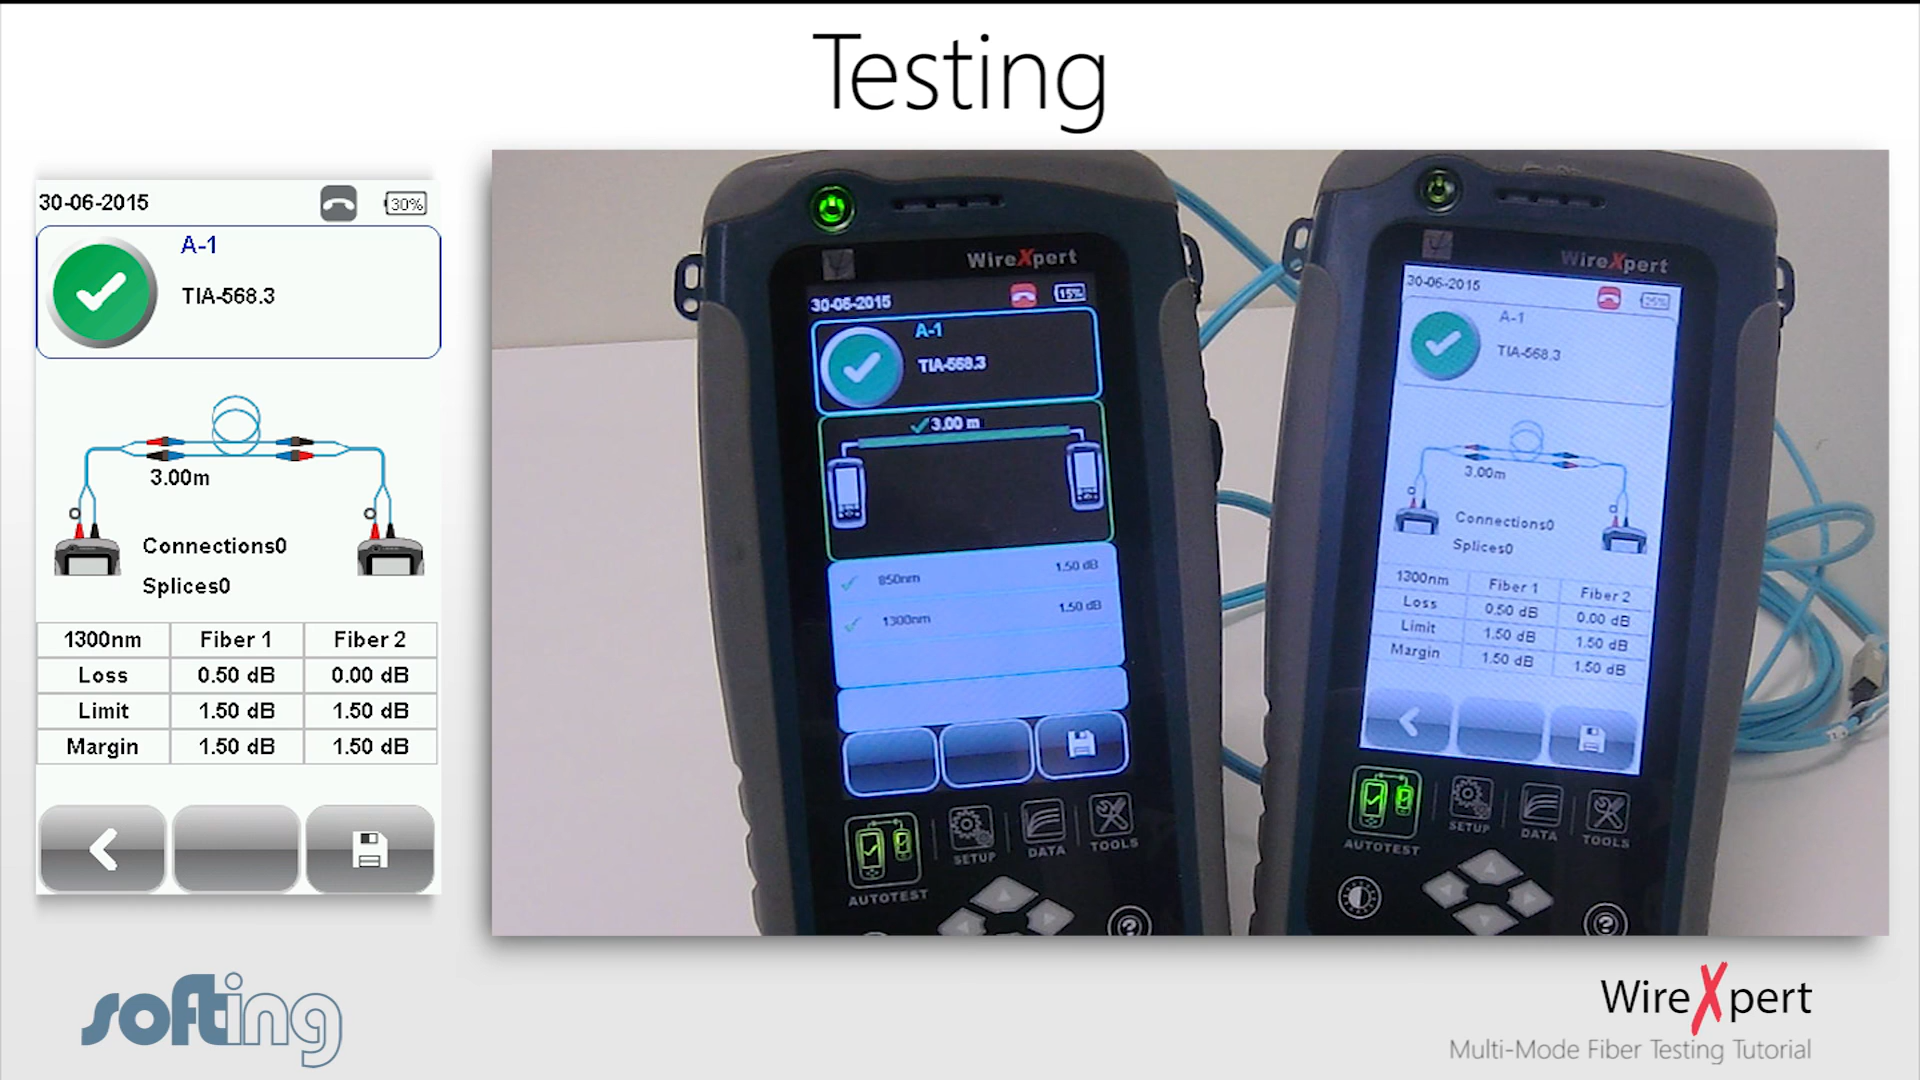 Testing
30-06-2015
30%
A-1
TIA-568.3
3.00m
Connections0
Splices0
1300nm Fiber 1 Fiber 2
Loss 0.50 dB 0.00 dB
Limit 1.50 dB 1.50 dB
Margin 1.50 dB 1.50 dB
WireXpert
30-06-2015
15%
A-1
TIA-568.3
3.00 m
850nm 1.50 dB
1300nm 1.50 dB
AUTOTEST
SETUP
DATA
TOOLS
?
WireXpert
30-06-2015
25%
A-1
TIA-568.3
3.00m
Connections0
Splices0
1300nm Fiber 1 Fiber 2
Loss 0.50 dB 0.00 dB
Limit 1.50 dB 1.50 dB
Margin 1.50 dB 1.50 dB
AUTOTEST
SETUP
DATA
TOOLS
?
softing
WireXpert
Multi-Mode Fiber Testing Tutorial